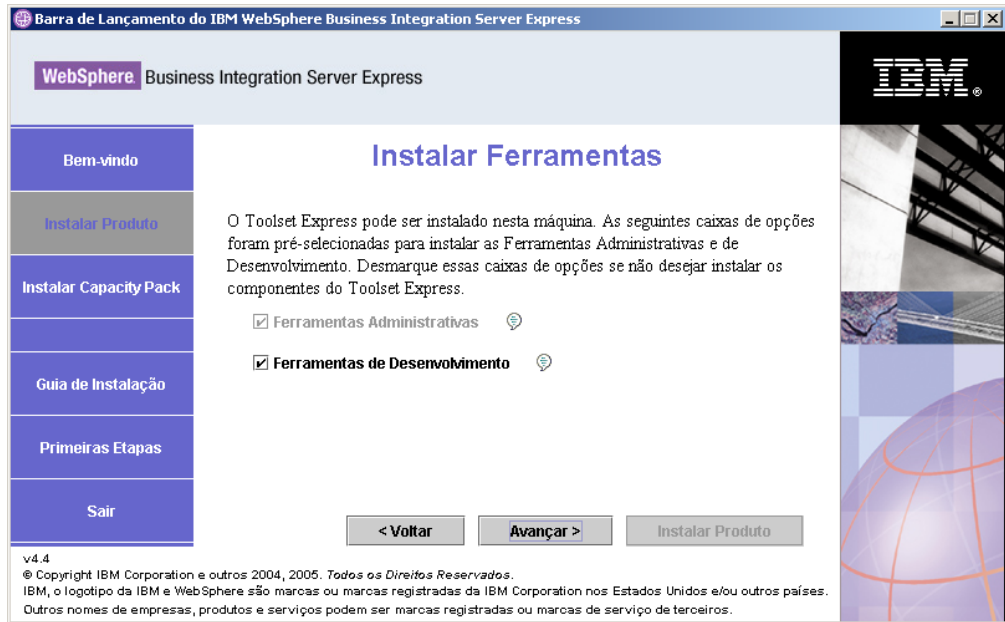 Barra de Lançamento do IBM WebSphere Business Integration Server Express
WebSphere. Business Integration Server Express
IBM®
Bem-vindo
Instalar Produto
Instalar Capacity Pack
Guia de Instalação
Primeiras Etapas
Sair
Instalar Ferramentas
O Toolset Express pode ser instalado nesta máquina. As seguintes caixas de opções
foram pré-selecionadas para instalar as Ferramentas Administrativas e de
Desenvolvimento. Desmarque essas caixas de opções se não desejar instalar os
componentes do Toolset Express.
Ferramentas Administrativas
Ferramentas de Desenvolvimento
< Voltar
Avançar >
Instalar Produto
v4.4
© Copyright IBM Corporation e outros 2004, 2005. Todos os Direitos Reservados.
IBM, o logotipo da IBM e WebSphere são marcas ou marcas registradas da IBM Corporation nos Estados Unidos e/ou outros países.
Outros nomes de empresas, produtos e serviços podem ser marcas registradas ou marcas de serviço de terceiros.